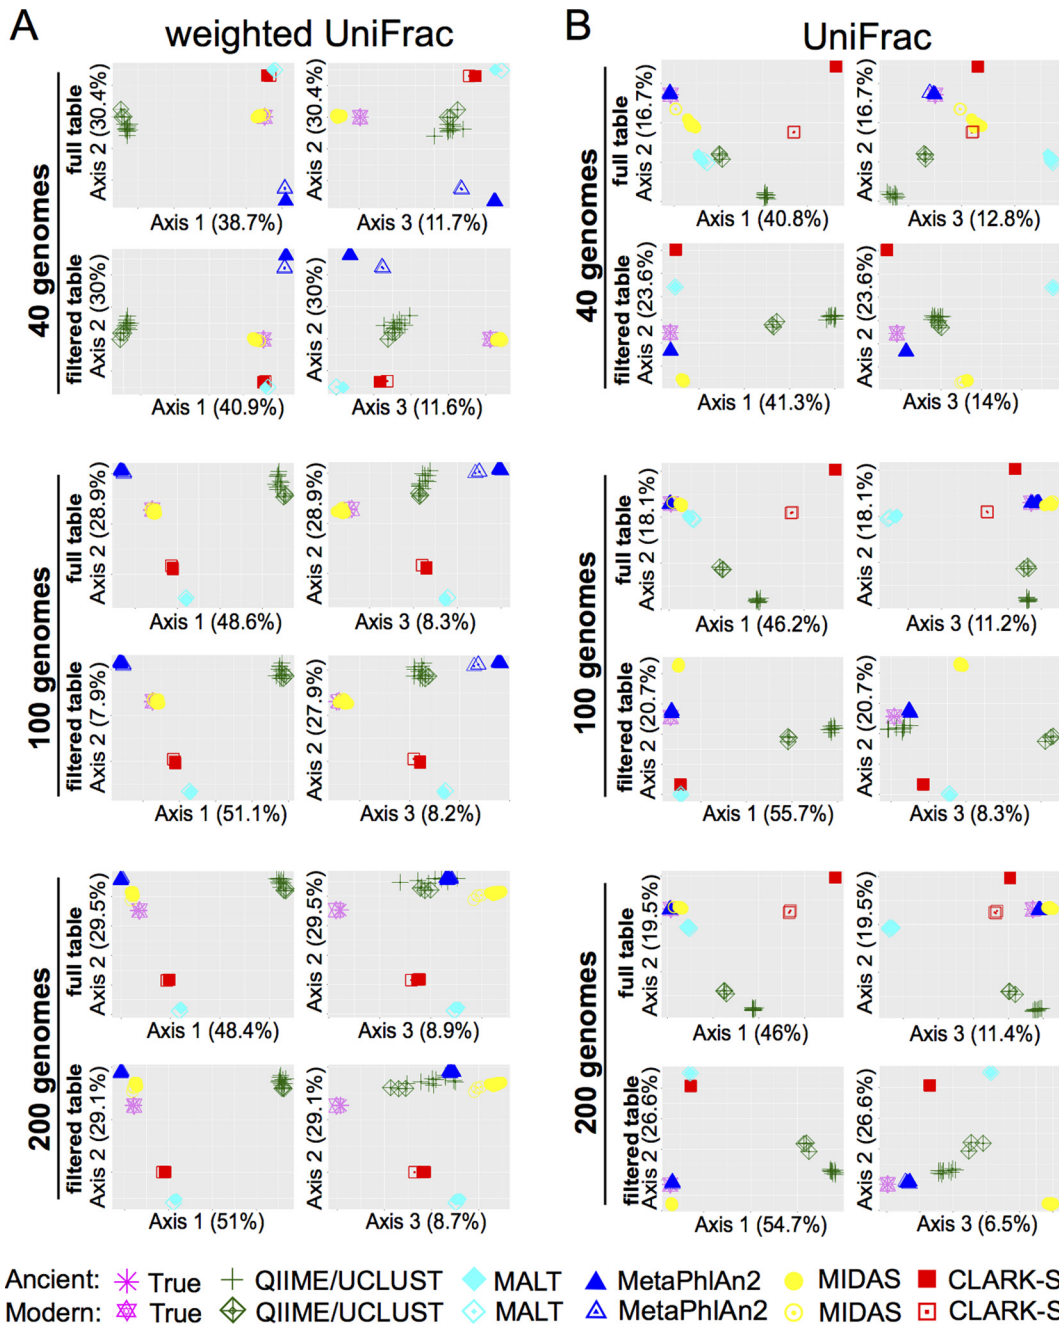 A
weighted UniFrac
B
UniFrac
40 genomes
full table
Axis 2 (30.4%)
Axis 1 (38.7%)
Axis 2 (30.4%)
Axis 3 (11.7%)
filtered table
Axis 2 (30%)
Axis 1 (40.9%)
Axis 2 (30%)
Axis 3 (11.6%)
40 genomes
full table
Axis 2 (16.7%)
Axis 1 (40.8%)
Axis 2 (16.7%)
Axis 3 (12.8%)
filtered table
Axis 2 (23.6%)
Axis 1 (41.3%)
Axis 2 (23.6%)
Axis 3 (14%)
100 genomes
full table
Axis 2 (28.9%)
Axis 1 (48.6%)
Axis 2 (28.9%)
Axis 3 (8.3%)
filtered table
Axis 2 (7.9%)
Axis 1 (51.1%)
Axis 2 (27.9%)
Axis 3 (8.2%)
100 genomes
full table
Axis 2 (18.1%)
Axis 1 (46.2%)
Axis 2 (18.1%)
Axis 3 (11.2%)
filtered table
Axis 2 (20.7%)
Axis 1 (55.7%)
Axis 2 (20.7%)
Axis 3 (8.3%)
200 genomes
full table
Axis 2 (29.5%)
Axis 1 (48.4%)
Axis 2 (29.5%)
Axis 3 (8.9%)
filtered table
Axis 2 (29.1%)
Axis 1 (51%)
Axis 2 (29.1%)
Axis 3 (8.7%)
200 genomes
full table
Axis 2 (19.5%)
Axis 1 (46%)
Axis 2 (19.5%)
Axis 3 (11.4%)
filtered table
Axis 2 (26.6%)
Axis 1 (54.7%)
Axis 2 (26.6%)
Axis 3 (6.5%)
Ancient: True QIIME/UCLUST MALT MetaPhlAn2 MIDAS CLARK-S
Modern: True QIIME/UCLUST MALT MetaPhlAn2 MIDAS CLARK-S